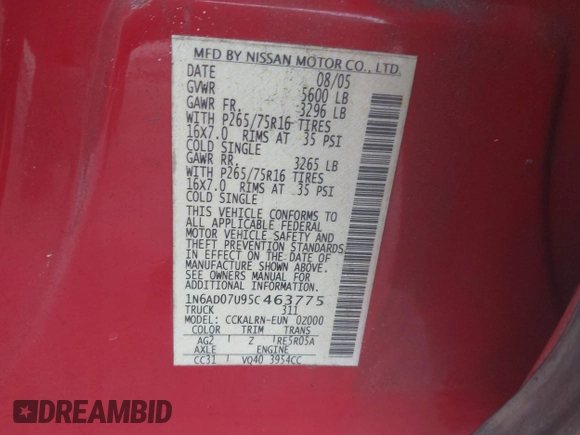 MFD BY NISSAN MOTOR CO., LTD.
DATE 08/05
GVWR 5600 LB
GAWR FR. 3296 LB
WITH P265/75R16 TIRES
16X7.0 RIMS AT 35 PSI
COLD SINGLE
GAWR RR. 3265 LB
WITH P265/75R16 TIRES
16X7.0 RIMS AT 35 PSI
COLD SINGLE
THIS VEHICLE CONFORMS TO
ALL APPLICABLE FEDERAL
MOTOR VEHICLE SAFETY AND
THEFT PREVENTION STANDARDS
IN EFFECT ON THE DATE OF
MANUFACTURE SHOWN ABOVE.
SEE OWNERS MANUAL FOR
ADDITIONAL INFORMATION
1N6AD07U95C463775
TRUCK 311
MODEL: CCKALRN-EUN 02000
COLOR TRIM TRANS
AG2 Z RE5R05A
AXLE ENGINE
CC31 VQ40 3954CC
DREAMBID